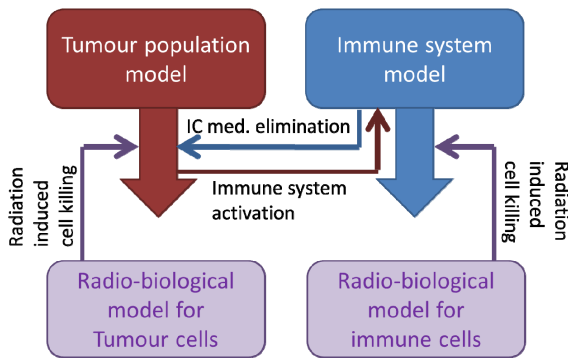 Tumour population
model
Immune system
model
IC med. elimination
Immune system
activation
Radiation
induced
cell killing
Radiation
induced
cell killing
Radio-biological
model for
Tumour cells
Radio-biological
model for
immune cells